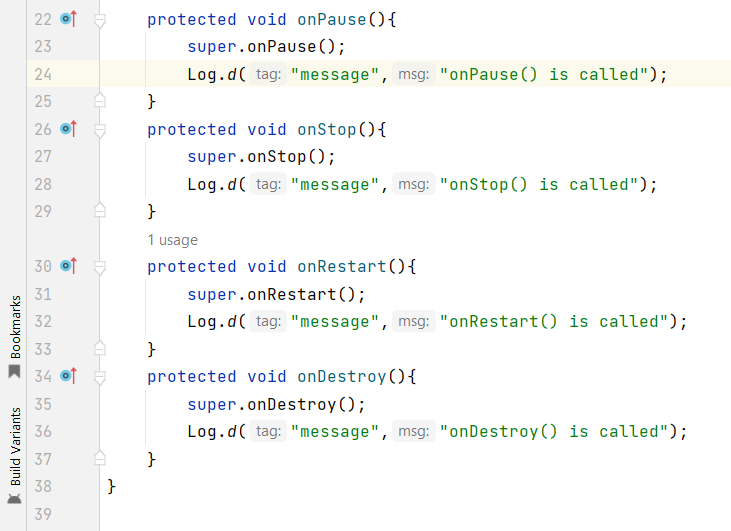 22 protected void onPause(){
23 super.onPause();
24 Log.d( tag: "message", msg: "onPause() is called");
25 }
26 protected void onStop(){
27 super.onStop();
28 Log.d( tag: "message", msg: "onStop() is called");
29 }
1 usage
30 protected void onRestart(){
31 super.onRestart();
32 Log.d( tag: "message", msg: "onRestart() is called");
33 }
34 protected void onDestroy(){
35 super.onDestroy();
36 Log.d( tag: "message", msg: "onDestroy() is called");
37 }
38 }
39
Bookmarks
Build Variants